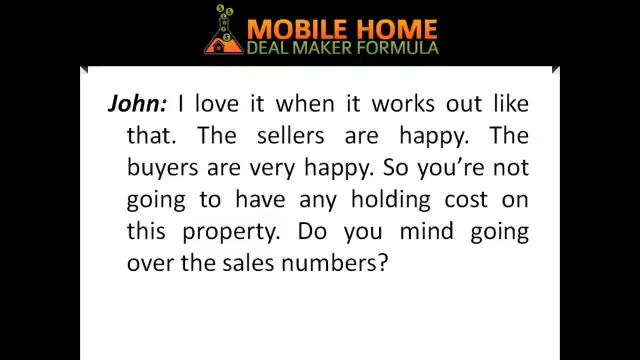 MOBILE HOME
DEAL MAKER FORMULA
John: I love it when it works out like
that. The sellers are happy. The
buyers are very happy. So you’re not
going to have any holding cost on
this property. Do you mind going
over the sales numbers?